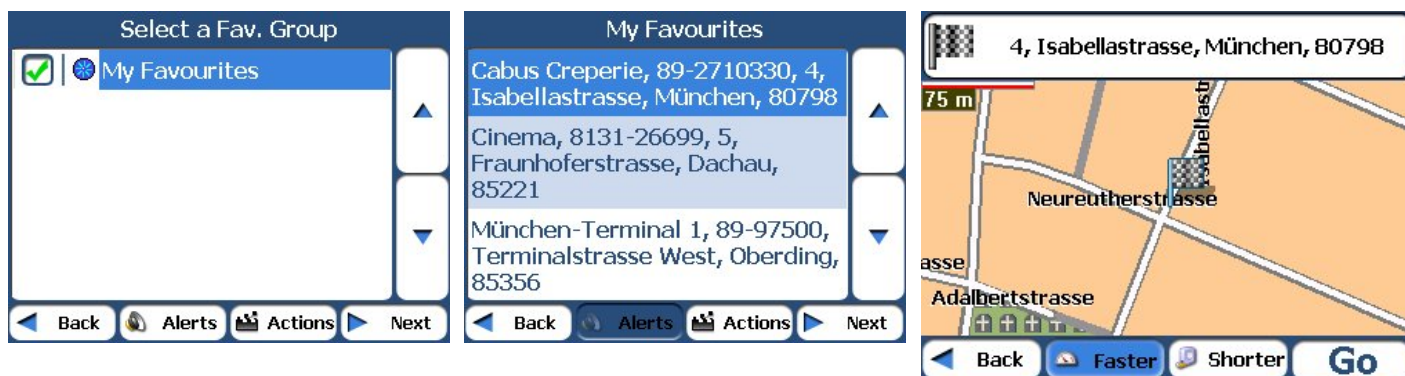 Select a Fav. Group
My Favourites
Back
Alerts
Actions
Next
My Favourites
Cabus Creperie, 89-2710330, 4,
Isabellastrasse, München, 80798
Cinema, 8131-26699, 5,
Fraunhoferstrasse, Dachau,
85221
München-Terminal 1, 89-97500,
Terminalstrasse West, Oberding,
85356
Back
Alerts
Actions
Next
4, Isabellastrasse, München, 80798
75 m
Isabellastr
Neureutherstrasse
asse
Adalbertstrasse
Back
Faster
Shorter
Go